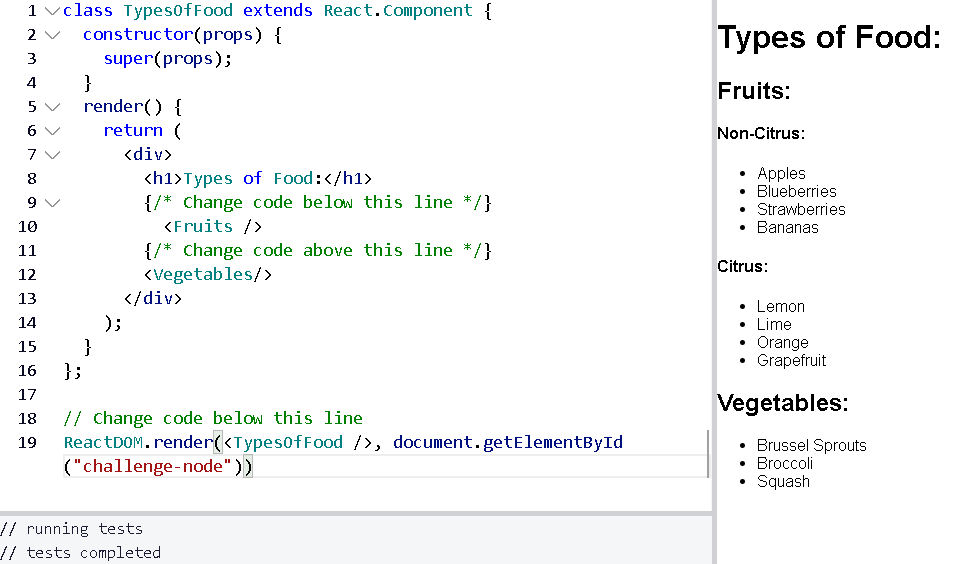 1 class TypesOfFood extends React.Component {
2 constructor(props) {
3 super(props);
4 }
5 render() {
6 return (
7 <div>
8 <h1>Types of Food:</h1>
9 {/* Change code below this line */}
10 <Fruits />
11 {/* Change code above this line */}
12 <Vegetables/>
13 </div>
14 );
15 }
16 };
17
18 // Change code below this line
19 ReactDOM.render(<TypesOfFood />, document.getElementById
("challenge-node"))
// running tests
// tests completed
Types of Food:
Fruits:
Non-Citrus:
• Apples
• Blueberries
• Strawberries
• Bananas
Citrus:
• Lemon
• Lime
• Orange
• Grapefruit
Vegetables:
• Brussel Sprouts
• Broccoli
• Squash